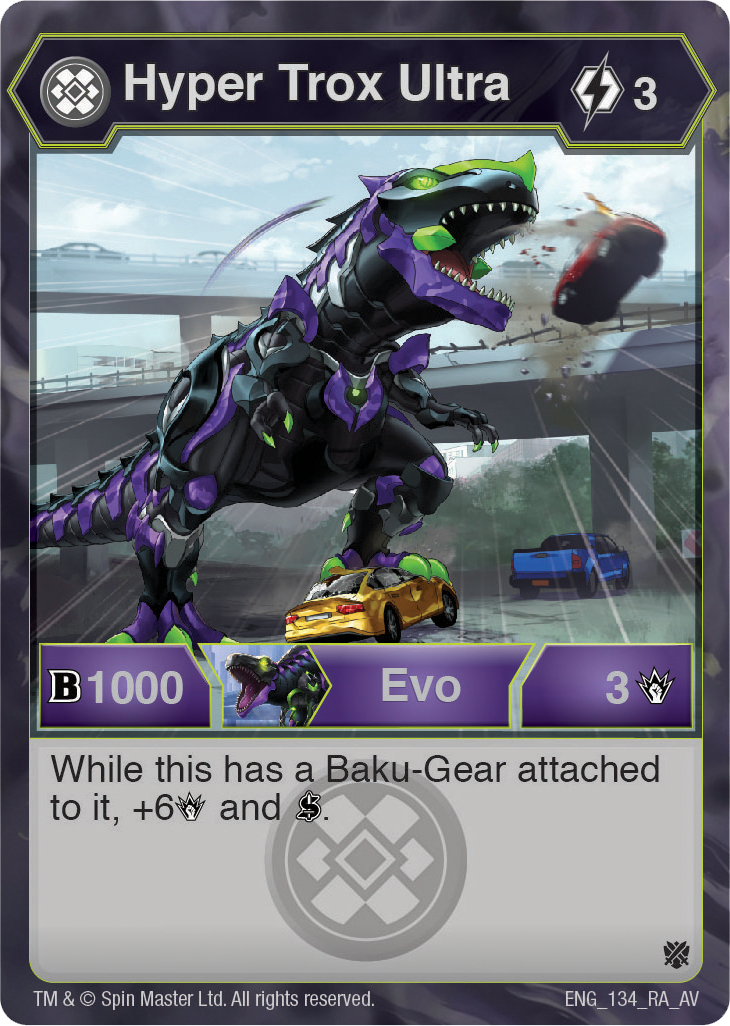 Hyper Trox Ultra
3
B 1000
Evo
3
While this has a Baku-Gear attached
to it, +6 and $.
TM & © Spin Master Ltd. All rights reserved.
ENG_134_RA_AV